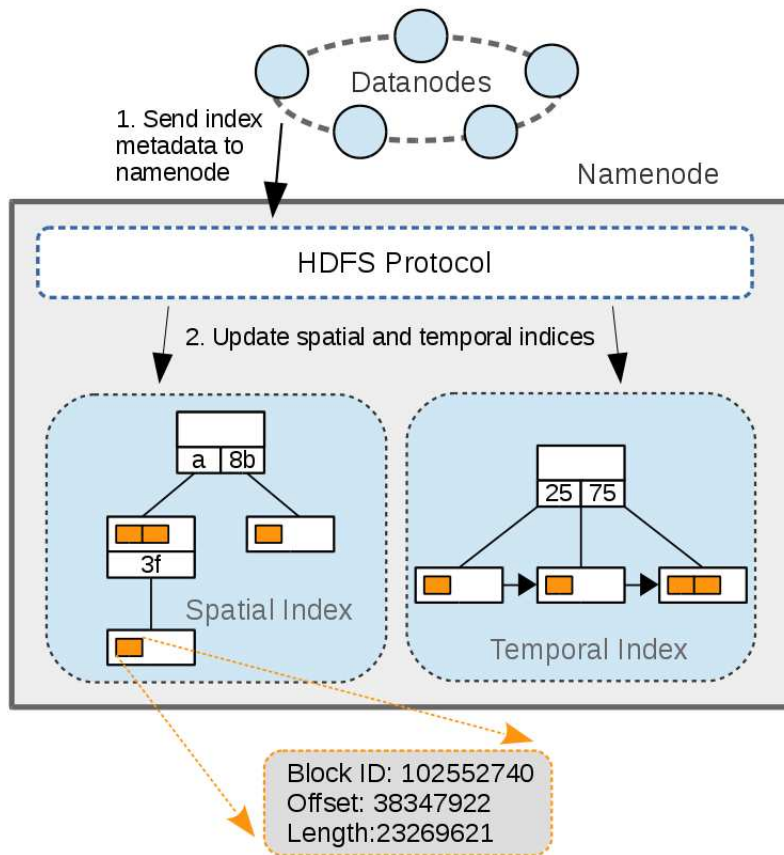 Datanodes
1. Send index
metadata to
namenode
Namenode
HDFS Protocol
2. Update spatial and temporal indices
a 8b
3f
Spatial Index
25 75
Temporal Index
Block ID: 102552740
Offset: 38347922
Length:23269621